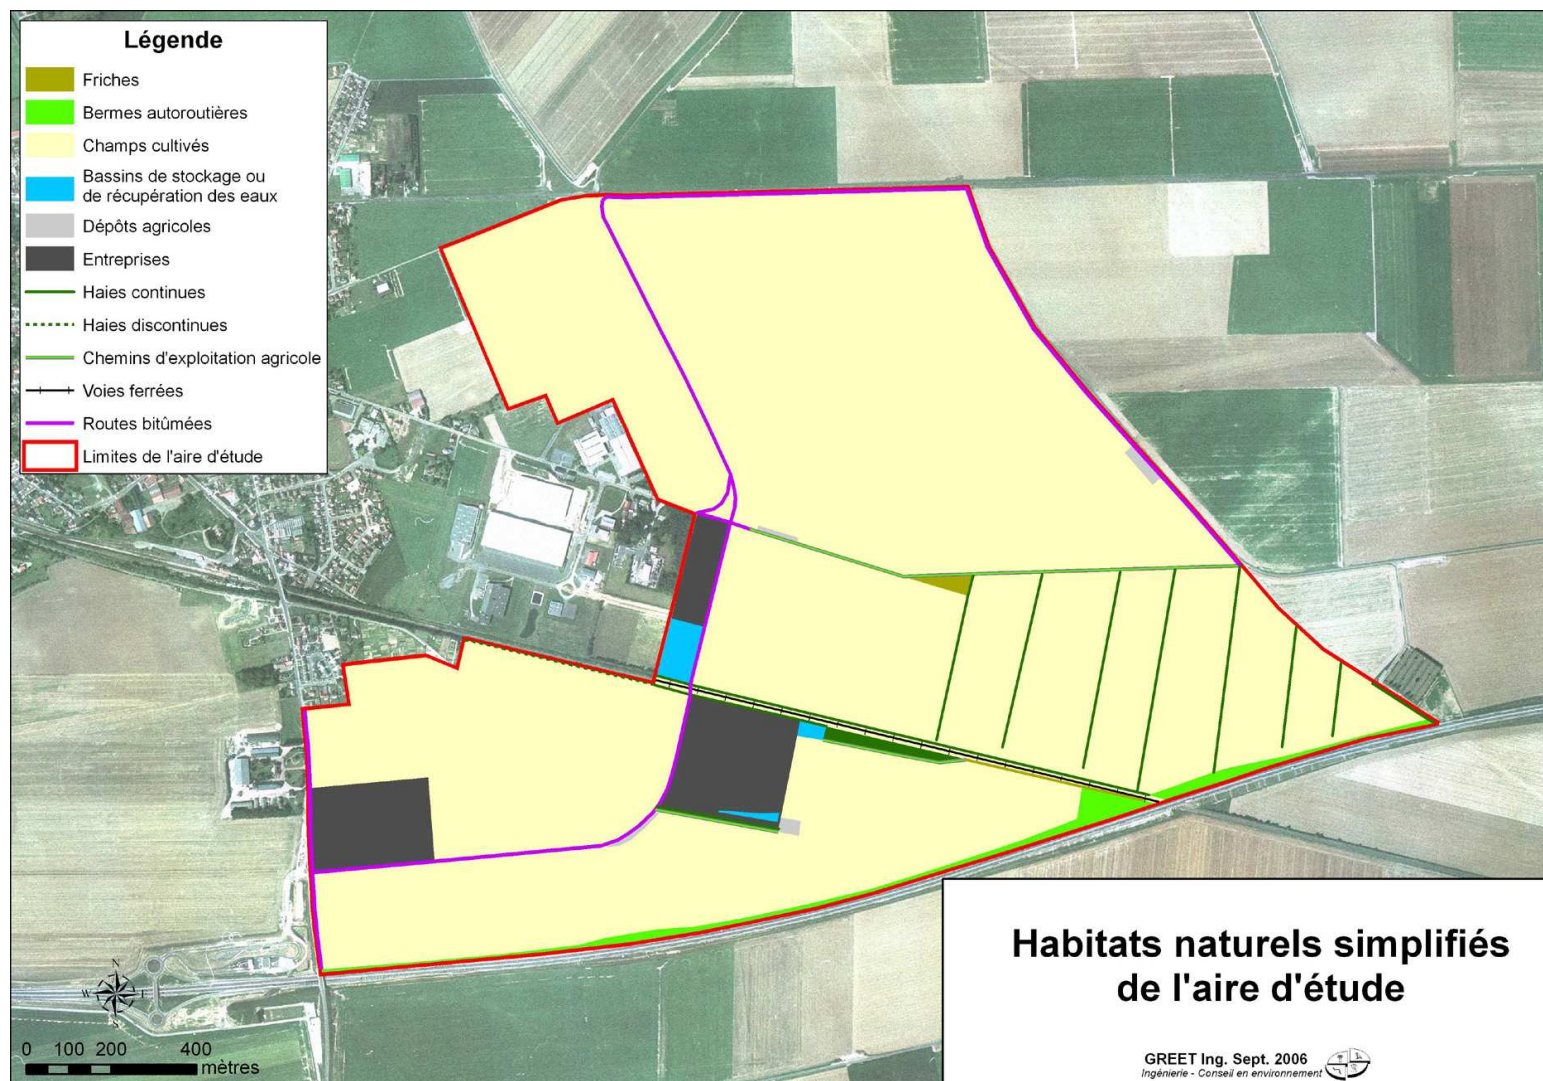 Légende
Friches
Bermes autoroutières
Champs cultivés
Bassins de stockage ou
de récupération des eaux
Dépôts agricoles
Entreprises
Haies continues
Haies discontinues
Chemins d'exploitation agricole
Voies ferrées
Routes bitûmées
Limites de l'aire d'étude
N
W E
S
0 100 200 400
mètres
Habitats naturels simplifiés
de l'aire d'étude
GREET Ing. Sept. 2006
Ingénierie - Conseil en environnement